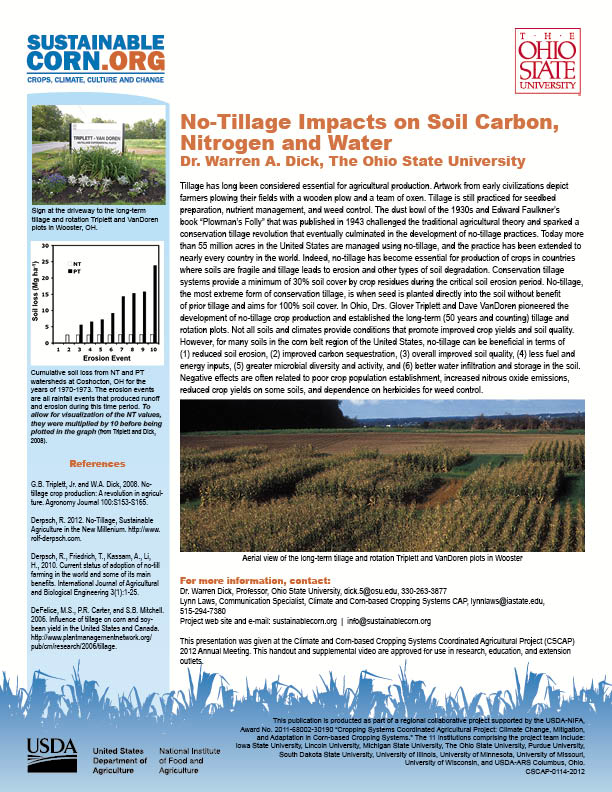 SUSTAINABLE
CORN.ORG
CROPS, CLIMATE, CULTURE AND CHANGE
T · H · E
OHIO
STATE
UNIVERSITY
TRIPLETT - VAN DOREN
Sign at the driveway to the long-term
tillage and rotation Triplett and VanDoren
plots in Wooster, OH.
Soil loss (Mg ha⁻¹)
30
25
20
15
10
5
0
NT
PT
1 2 3 4 5 6 7 8 9 10
Erosion Event
Cumulative soil loss from NT and PT
watersheds at Coshocton, OH for the
years of 1970-1973. The erosion events
are all rainfall events that produced runoff
and erosion during this time period. To
allow for visualization of the NT values,
they were multiplied by 10 before being
plotted in the graph (from Triplett and Dick,
2008).
References
G.B. Triplett, Jr. and W.A. Dick, 2008. No-
tillage crop production: A revolution in agricul-
ture. Agronomy Journal 100:S153-S165.
Derpsch, R. 2012. No-Tillage, Sustainable
Agriculture in the New Millenium. http://www.
rolf-derpsch.com.
Derpsch, R., Friedrich, T., Kassam, A., Li,
H., 2010. Current status of adoption of no-till
farming in the world and some of its main
benefits. International Journal of Agricultural
and Biological Engineering 3(1):1-25.
DeFelice, M.S., P.R. Carter, and S.B. Mitchell.
2006. Influence of tillage on corn and soy-
bean yield in the United States and Canada.
http://www.plantmanagementnetwork.org/
pub/cm/research/2006/tillage.
No-Tillage Impacts on Soil Carbon,
Nitrogen and Water
Dr. Warren A. Dick, The Ohio State University
Tillage has long been considered essential for agricultural production. Artwork from early civilizations depict
farmers plowing their fields with a wooden plow and a team of oxen. Tillage is still practiced for seedbed
preparation, nutrient management, and weed control. The dust bowl of the 1930s and Edward Faulkner's
book "Plowman's Folly" that was published in 1943 challenged the traditional agricultural theory and sparked a
conservation tillage revolution that eventually culminated in the development of no-tillage practices. Today more
than 55 million acres in the United States are managed using no-tillage, and the practice has been extended to
nearly every country in the world. Indeed, no-tillage has become essential for production of crops in countries
where soils are fragile and tillage leads to erosion and other types of soil degradation. Conservation tillage
systems provide a minimum of 30% soil cover by crop residues during the critical soil erosion period. No-tillage,
the most extreme form of conservation tillage, is when seed is planted directly into the soil without benefit
of prior tillage and aims for 100% soil cover. In Ohio, Drs. Glover Triplett and Dave VanDoren pioneered the
development of no-tillage crop production and established the long-term (50 years and counting) tillage and
rotation plots. Not all soils and climates provide conditions that promote improved crop yields and soil quality.
However, for many soils in the corn belt region of the United States, no-tillage can be beneficial in terms of
(1) reduced soil erosion, (2) improved carbon sequestration, (3) overall improved soil quality, (4) less fuel and
energy inputs, (5) greater microbial diversity and activity, and (6) better water infiltration and storage in the soil.
Negative effects are often related to poor crop population establishment, increased nitrous oxide emissions,
reduced crop yields on some soils, and dependence on herbicides for weed control.
Aerial view of the long-term tillage and rotation Triplett and VanDoren plots in Wooster
For more information, contact:
Dr. Warren Dick, Professor, Ohio State University, dick.5@osu.edu, 330-263-3877
Lynn Laws, Communication Specialist, Climate and Corn-based Cropping Systems CAP, lynnlaws@iastate.edu,
515-294-7380
Project web site and e-mail: sustainablecorn.org | info@sustainablecorn.org
This presentation was given at the Climate and Corn-based Cropping Systems Coordinated Agricultural Project (CSCAP)
2012 Annual Meeting. This handout and supplemental video are approved for use in research, education, and extension
outlets.
USDA
United States
Department of
Agriculture
National Institute
of Food and
Agriculture
This publication is producted as part of a regional collaborative project supported by the USDA-NIFA,
Award No. 2011-68002-30190 "Cropping Systems Coordinated Agricultural Project: Climate Change, Mitigation,
and Adaptation in Corn-based Cropping Systems." The 11 institutions comprising the project team include:
Iowa State University, Lincoln University, Michigan State University, The Ohio State University, Purdue University,
South Dakota State University, University of Illinois, University of Minnesota, University of Missouri,
University of Wisconsin, and USDA-ARS Columbus, Ohio.
CSCAP-0114-2012